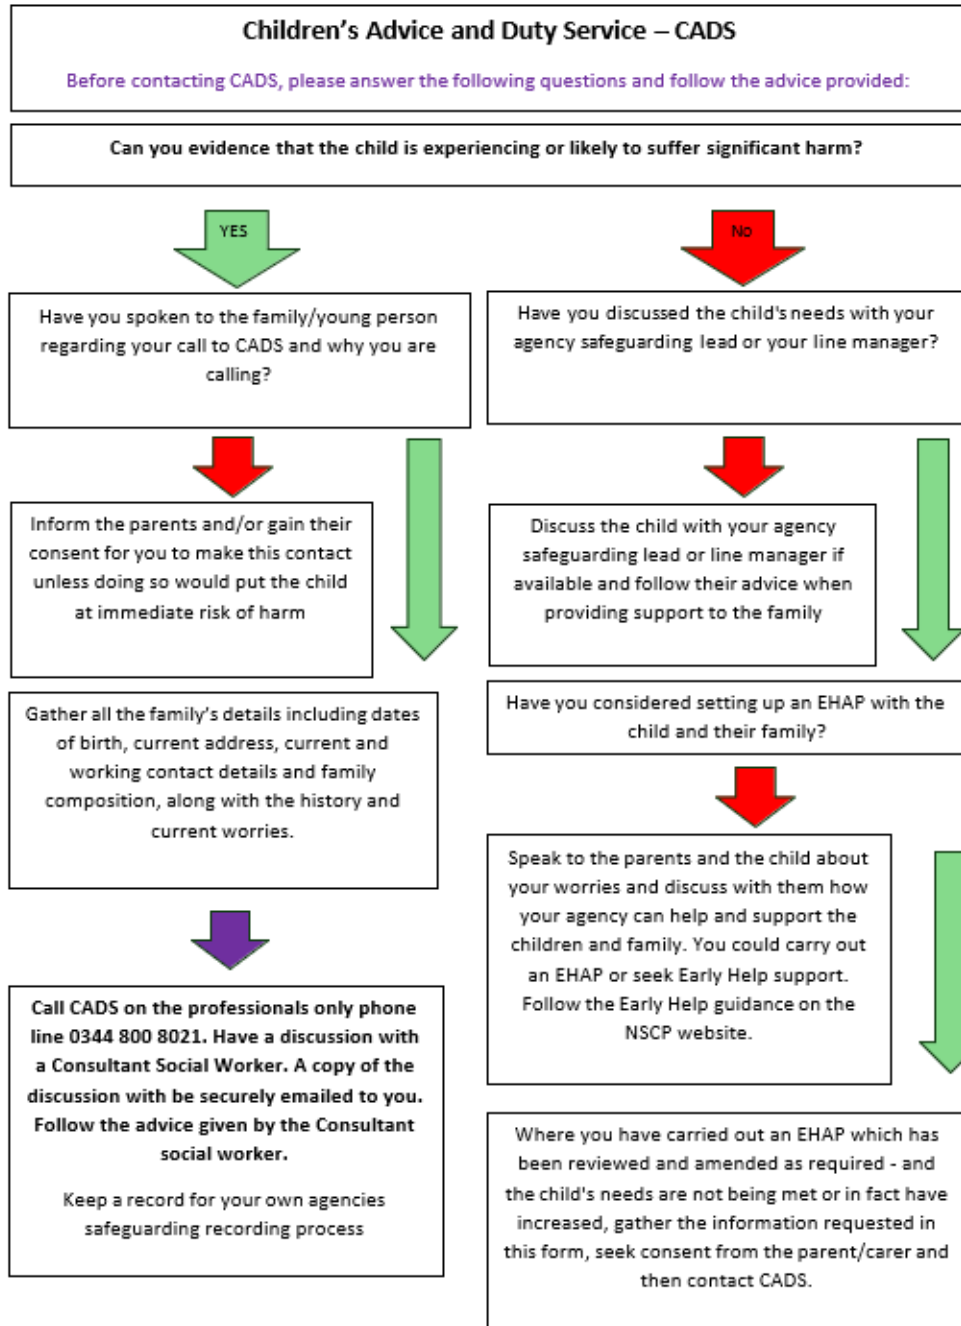 Children's Advice and Duty Service – CADS
Before contacting CADS, please answer the following questions and follow the advice provided:
Can you evidence that the child is experiencing or likely to suffer significant harm?
YES
No
Have you spoken to the family/young person
regarding your call to CADS and why you are
calling?
Have you discussed the child's needs with your
agency safeguarding lead or your line manager?
Inform the parents and/or gain their
consent for you to make this contact
unless doing so would put the child
at immediate risk of harm
Discuss the child with your agency
safeguarding lead or line manager if
available and follow their advice when
providing support to the family
Gather all the family's details including dates
of birth, current address, current and
working contact details and family
composition, along with the history and
current worries.
Have you considered setting up an EHAP with the
child and their family?
Speak to the parents and the child about
your worries and discuss with them how
your agency can help and support the
children and family. You could carry out
an EHAP or seek Early Help support.
Follow the Early Help guidance on the
NSCP website.
Call CADS on the professionals only phone
line 0344 800 8021. Have a discussion with
a Consultant Social Worker. A copy of the
discussion with be securely emailed to you.
Follow the advice given by the Consultant
social worker.
Keep a record for your own agencies
safeguarding recording process
Where you have carried out an EHAP which has
been reviewed and amended as required - and
the child's needs are not being met or in fact have
increased, gather the information requested in
this form, seek consent from the parent/carer and
then contact CADS.